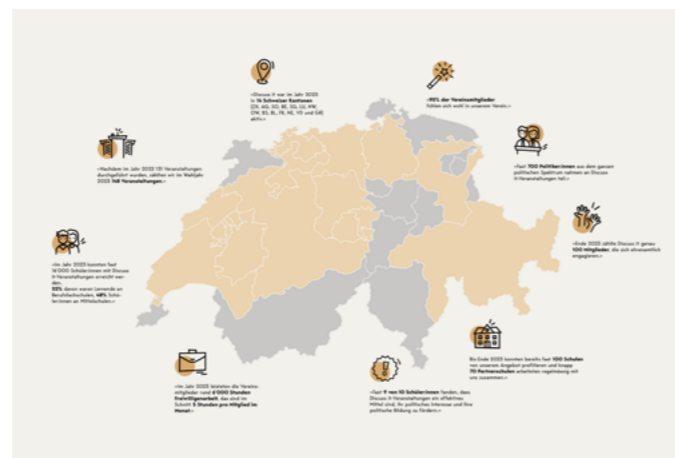 «Discuss it war im Jahr 2023
in 14 Schweizer Kantonen
(ZH, AG, SO, BE, SG, LU, NW,
OW, BS, BL, FR, NE, VD und GR)
aktiv.»
«95% der Vereinsmitglieder
fühlen sich wohl in unserem Verein.»
«Nachdem im Jahr 2022 131 Veranstaltungen
durchgeführt wurden, zählten wir im Wahljahr
2023 148 Veranstaltungen.»
«Fast 700 Politiker:innen aus dem ganzen
politischen Spektrum nahmen an Discuss
it-Veranstaltungen teil.»
«Ende 2023 zählte Discuss it genau
100 Mitglieder, die sich ehrenamtlich
engagieren.»
«Im Jahr 2023 konnten fast
Schüler:innen mit Discuss
it-Veranstaltungen erreicht wer-
den.
52% davon waren Lernende an
Berufsfachschulen, 48% Schü-
ler:innen an Mittelschulen.»
Bis Ende 2023 konnten bereits fast 100 Schulen
von unserem Angebot profitieren und knapp
70 Partnerschulen arbeiteten regelmässig mit
uns zusammen.»
«Im Jahr 2023 leisteten die Vereins-
mitglieder rund 6'000 Stunden
Freiwilligenarbeit, das sind im
Schnitt 5 Stunden pro Mitglied im
Monat.»
«Fast 9 von 10 Schüler:innen fanden, dass
Discuss it-Veranstaltungen ein effektives
Mittel sind, ihr politisches Interesse und ihre
politische Bildung zu fördern.»